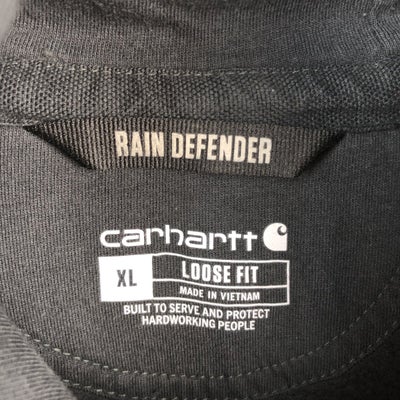 RAIN DEFENDER
carhartt
XL LOOSE FIT
MADE IN VIETNAM
BUILT TO SERVE AND PROTECT
HARDWORKING PEOPLE